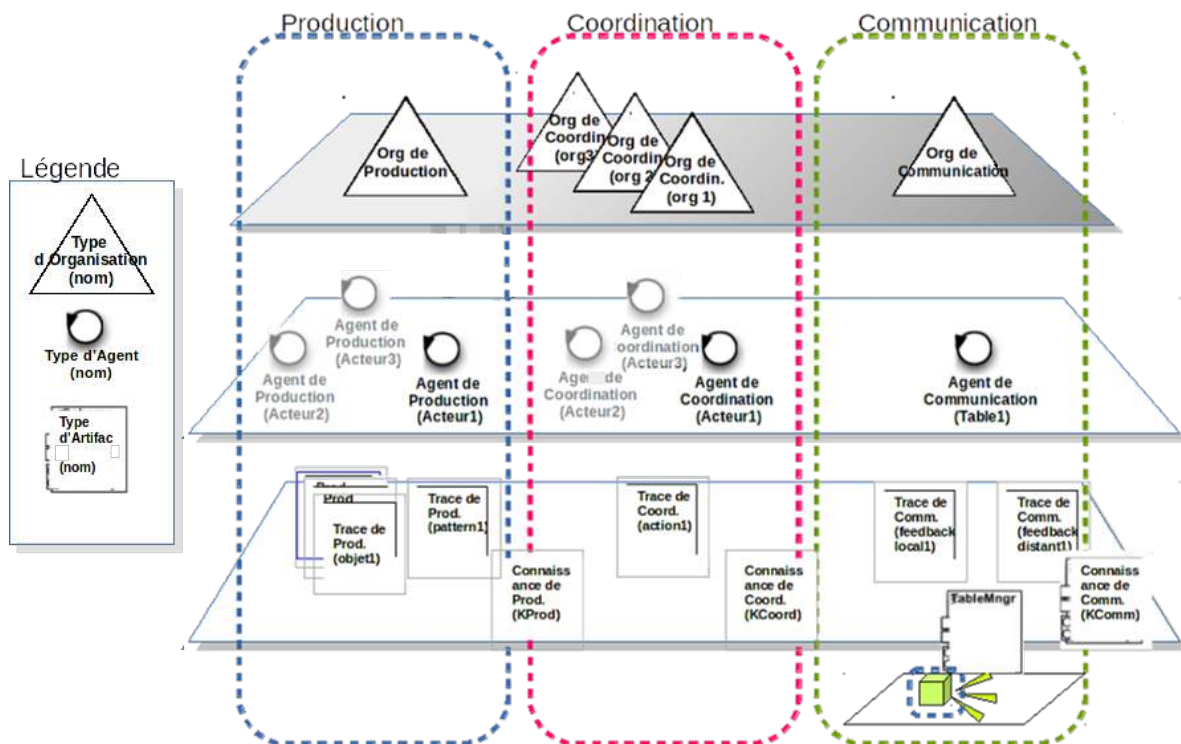 Production
Coordination
Communication
Légende
Type
d Organisation
(nom)
Type d'Agent
(nom)
Type
d'Artifac
(nom)
Org de
Production
Org de
Coordin
(org3
Org de
Coordin
(org 2
Org de
Coordin.
(org 1)
Org de
Communication
Agent de
Production
(Acteur3)
Agent de
Production
(Acteur2)
Agent de
Production
(Acteur1)
Agent de
oordination
(Acteur3)
Agen de
Coordination
(Acteur2)
Agent de
Coordination
(Acteur1)
Agent de
Communication
(Table1)
Prod
Trace de
Prod.
(objet1)
Trace de
Prod.
(pattern1)
Connaiss
ance de
Prod.
(KProd)
Trace de
Coord.
(action1)
Connaiss
ance de
Coord.
(KCoord)
Trace de
Comm.
(feedback
local1)
Trace de
Comm.
(feedback
distant1)
Connaiss
ance de
Comm.
(KComm)
TableMngr